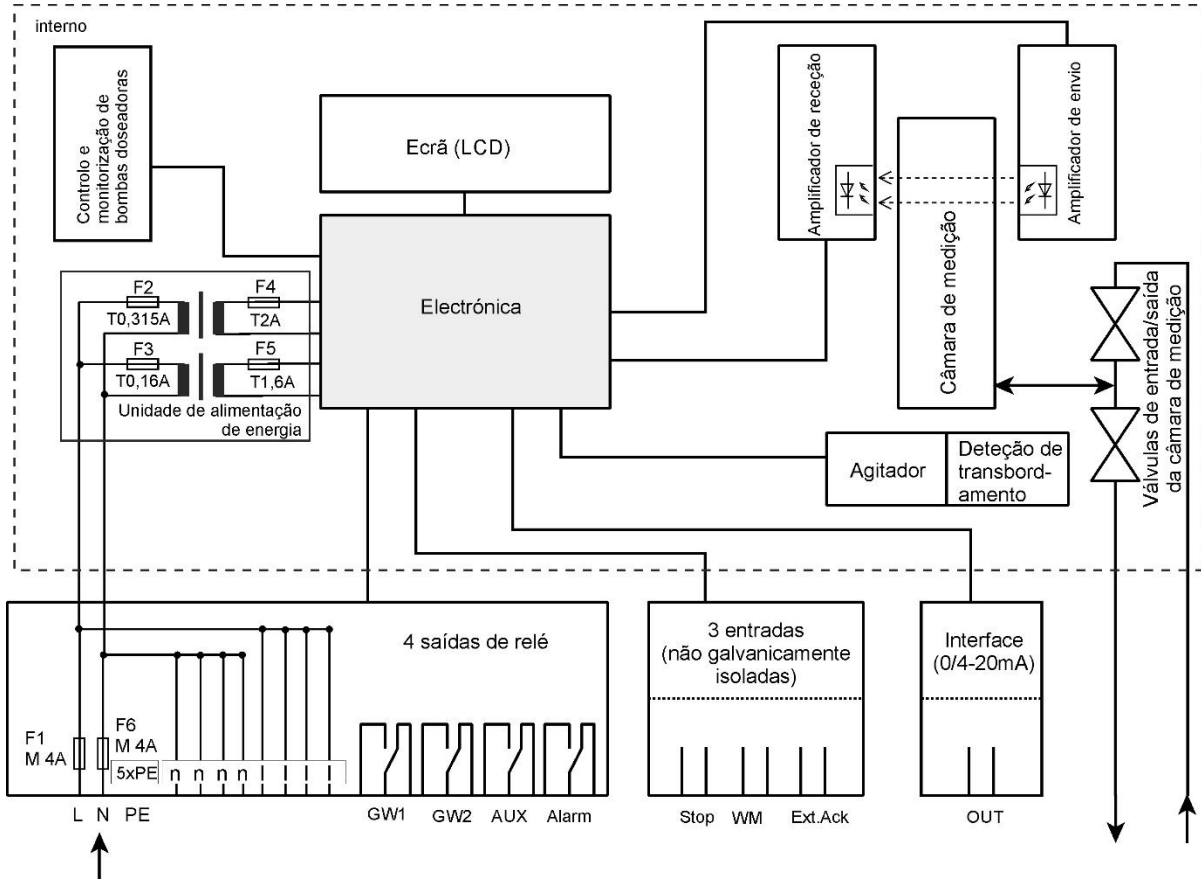 interno
Controlo e
monitorização de
bombas doseadoras
Ecrã (LCD)
Electrónica
Amplificador de receção
Câmara de medição
Amplificador de envio
Válvulas de entrada/saída
da câmara de medição
F2
T0,315A
F4
T2A
F3
T0,16A
F5
T1,6A
Unidade de alimentação
de energia
Agitador
Deteção de
transbord-
amento
4 saídas de relé
F1
M 4A
F6
M 4A
5xPE
n n n n
L N PE
GW1 GW2 AUX Alarm
3 entradas
(não galvanicamente
isoladas)
Stop WM Ext.Ack
Interface
(0/4-20mA)
OUT